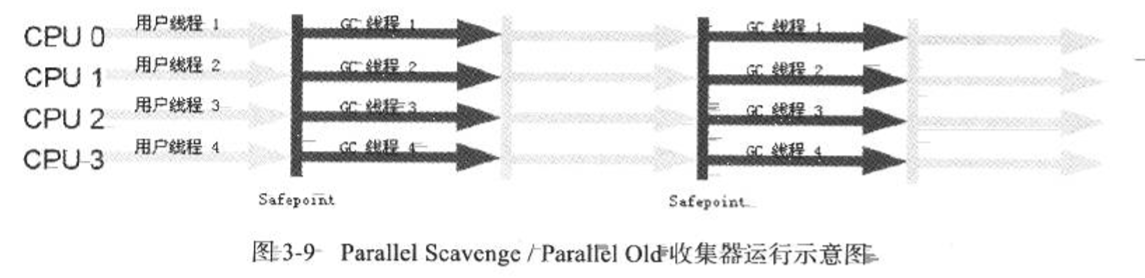 CPU 0 用户线程 1 GC 线程 1 GC 线程 1
CPU 1 用户线程 2 GC 线程 2 GC 线程 2
CPU 2 用户线程 3 GC 线程 3 GC 线程 3
CPU 3 用户线程 4 GC 线程 4 GC 线程 4
Safepoint Safepoint
图 3-9 Parallel Scavenge / Parallel Old 收集器运行示意图